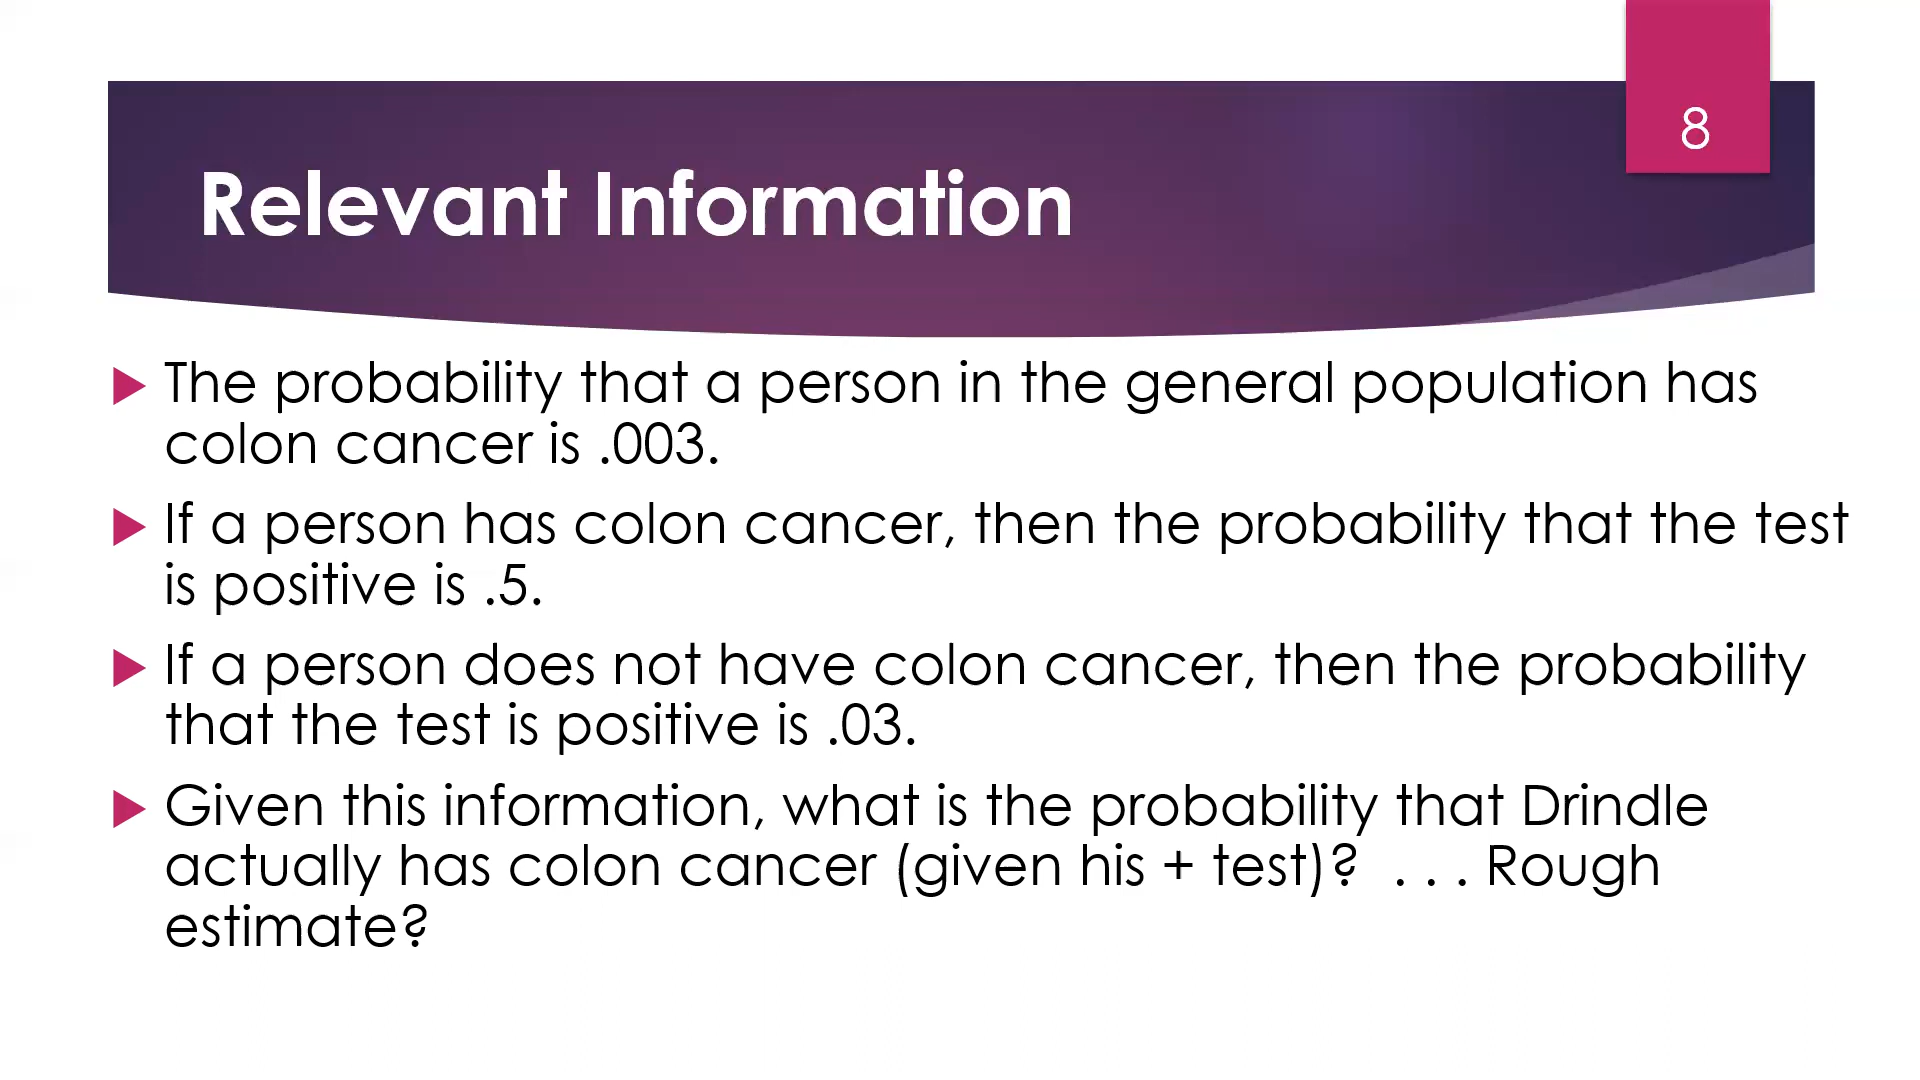 8
Relevant Information
The probability that a person in the general population has
colon cancer is .003.
If a person has colon cancer, then the probability that the test
is positive is .5.
If a person does not have colon cancer, then the probability
that the test is positive is .03.
Given this information, what is the probability that Drindle
actually has colon cancer (given his + test)?  . . . Rough
estimate?